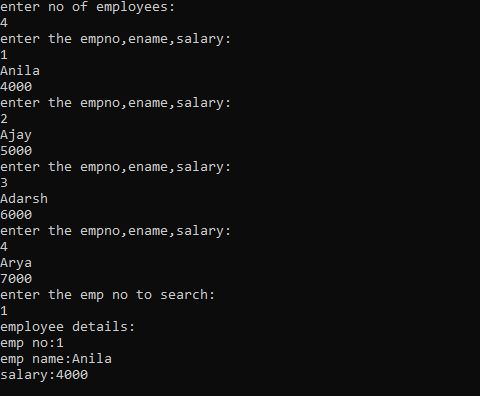 enter no of employees:
4
enter the empno,ename,salary:
1
Anila
4000
enter the empno,ename,salary:
2
Ajay
5000
enter the empno,ename,salary:
3
Adarsh
6000
enter the empno,ename,salary:
4
Arya
7000
enter the emp no to search:
1
employee details:
emp no:1
emp name:Anila
salary:4000